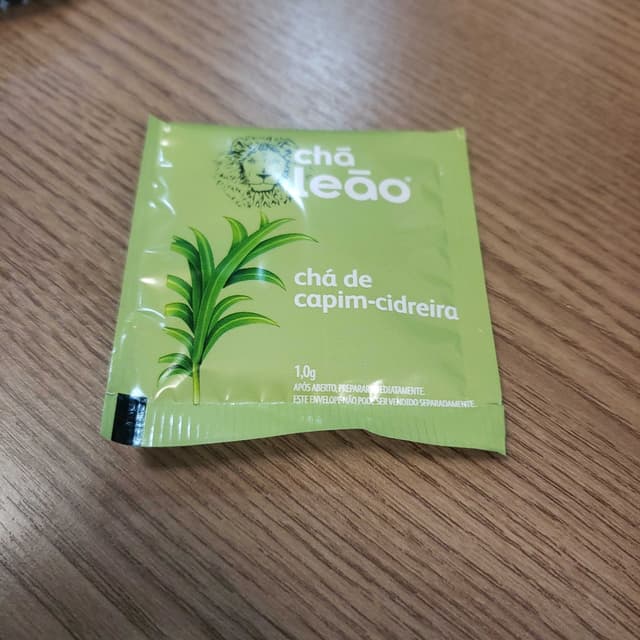 chá
leão®
chá de
capim-cidreira
1,0g
APÓS ABERTO, PREPARAR IMEDIATAMENTE.
ESTE ENVELOPE NÃO PODE SER VENDIDO SEPARADAMENTE.